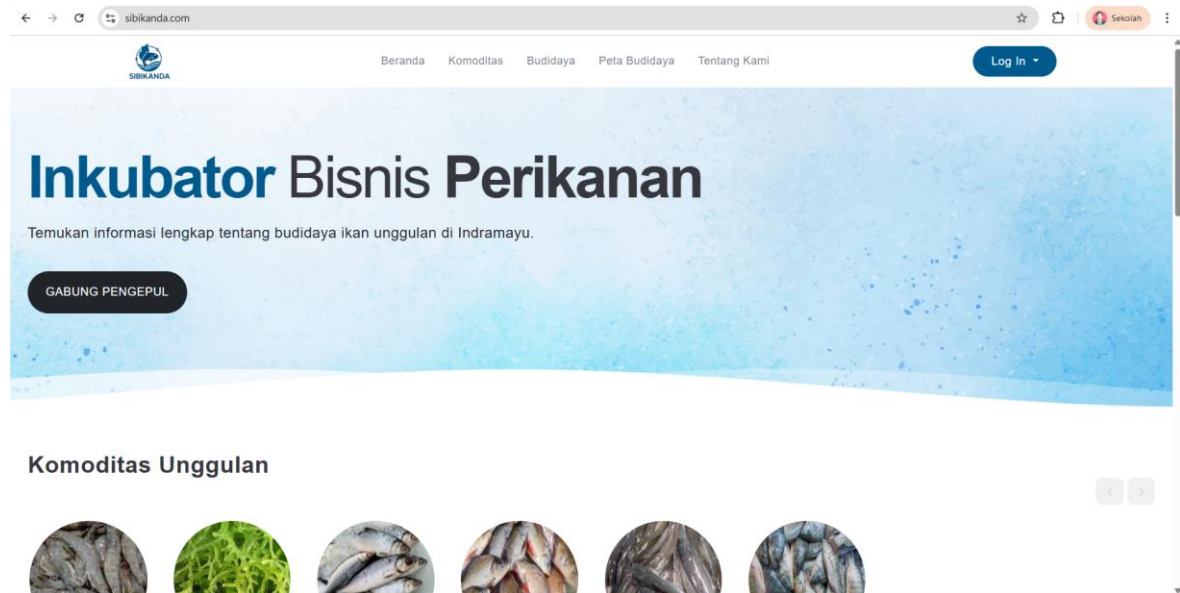 sibikanda.com
Sekolah
SIBIKANDA
Beranda Komoditas Budidaya Peta Budidaya Tentang Kami
Log In
Inkubator Bisnis Perikanan
Temukan informasi lengkap tentang budidaya ikan unggulan di Indramayu.
GABUNG PENGEPUL
Komoditas Unggulan